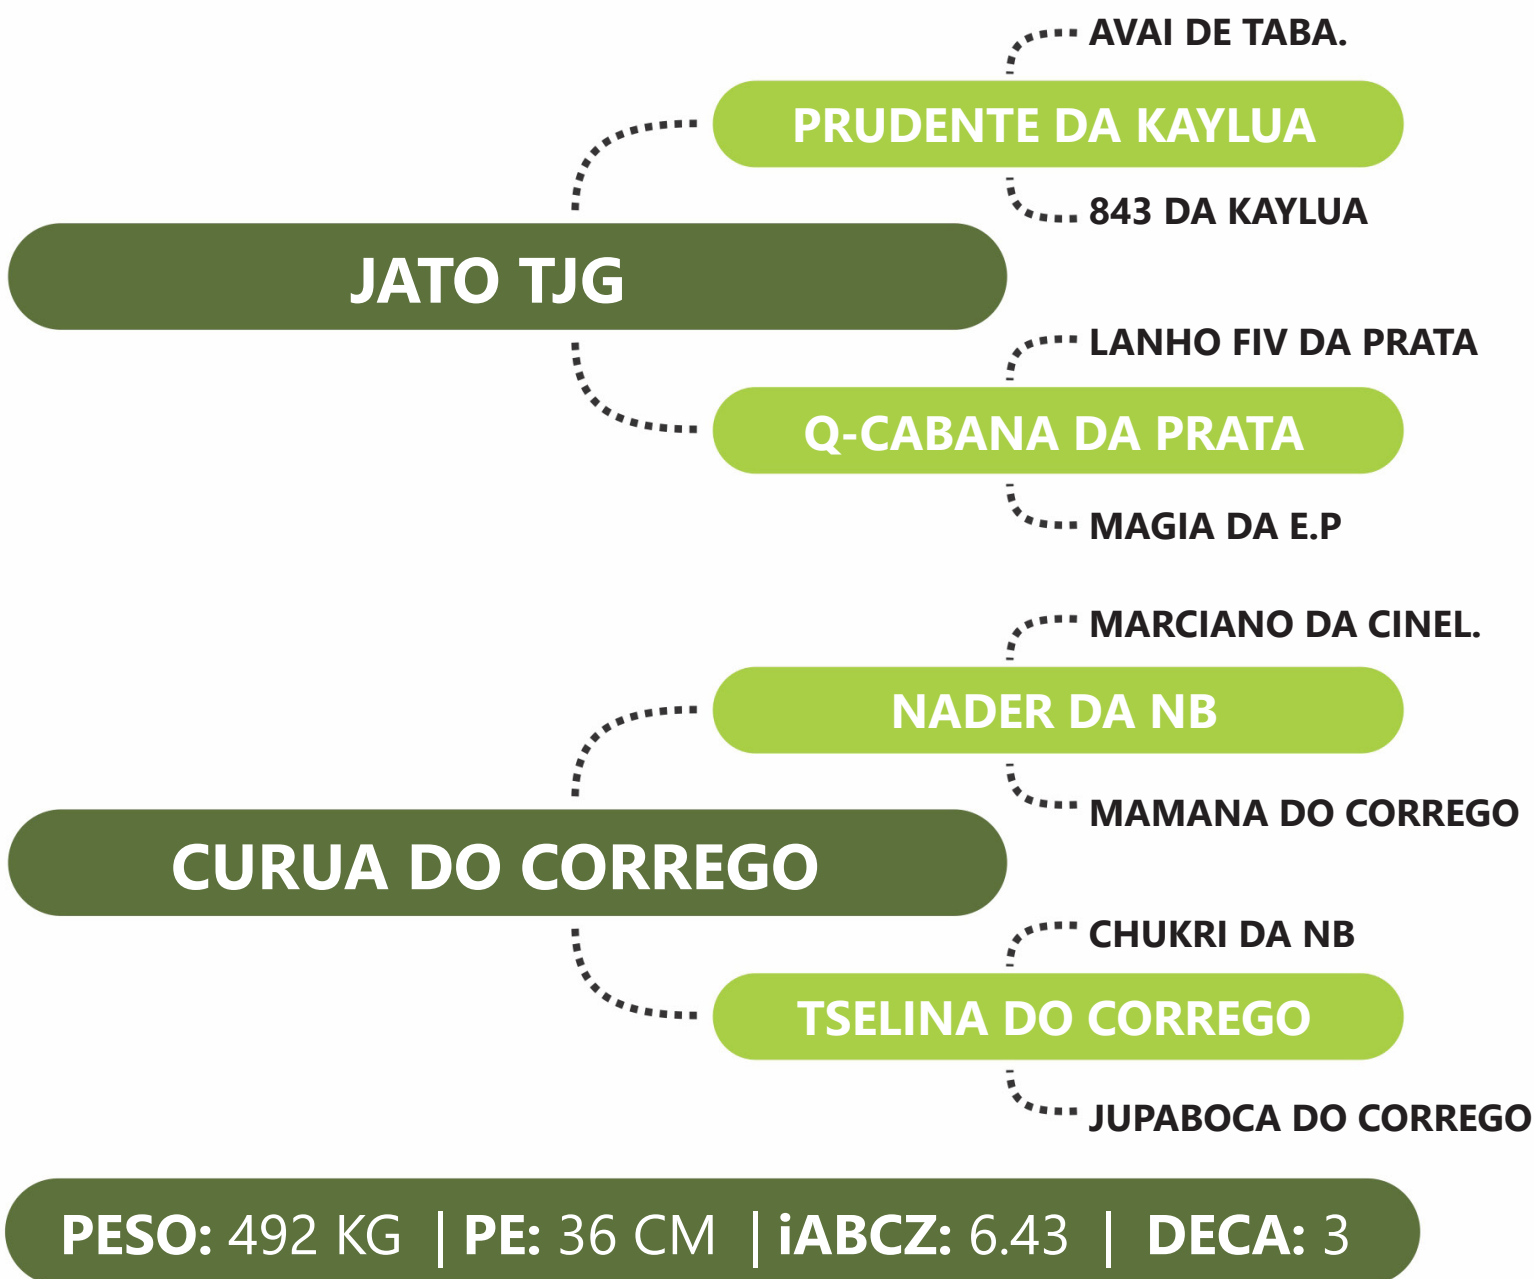 AVAI DE TABA.
PRUDENTE DA KAYLUA
843 DA KAYLUA
JATO TJG
LANHO FIV DA PRATA
Q-CABANA DA PRATA
MAGIA DA E.P
MARCIANO DA CINEL.
NADER DA NB
MAMANA DO CORREGO
CURUA DO CORREGO
CHUKRI DA NB
TSELINA DO CORREGO
JUPABOCA DO CORREGO
PESO: 492 KG | PE: 36 CM | iABCZ: 6.43 | DECA: 3